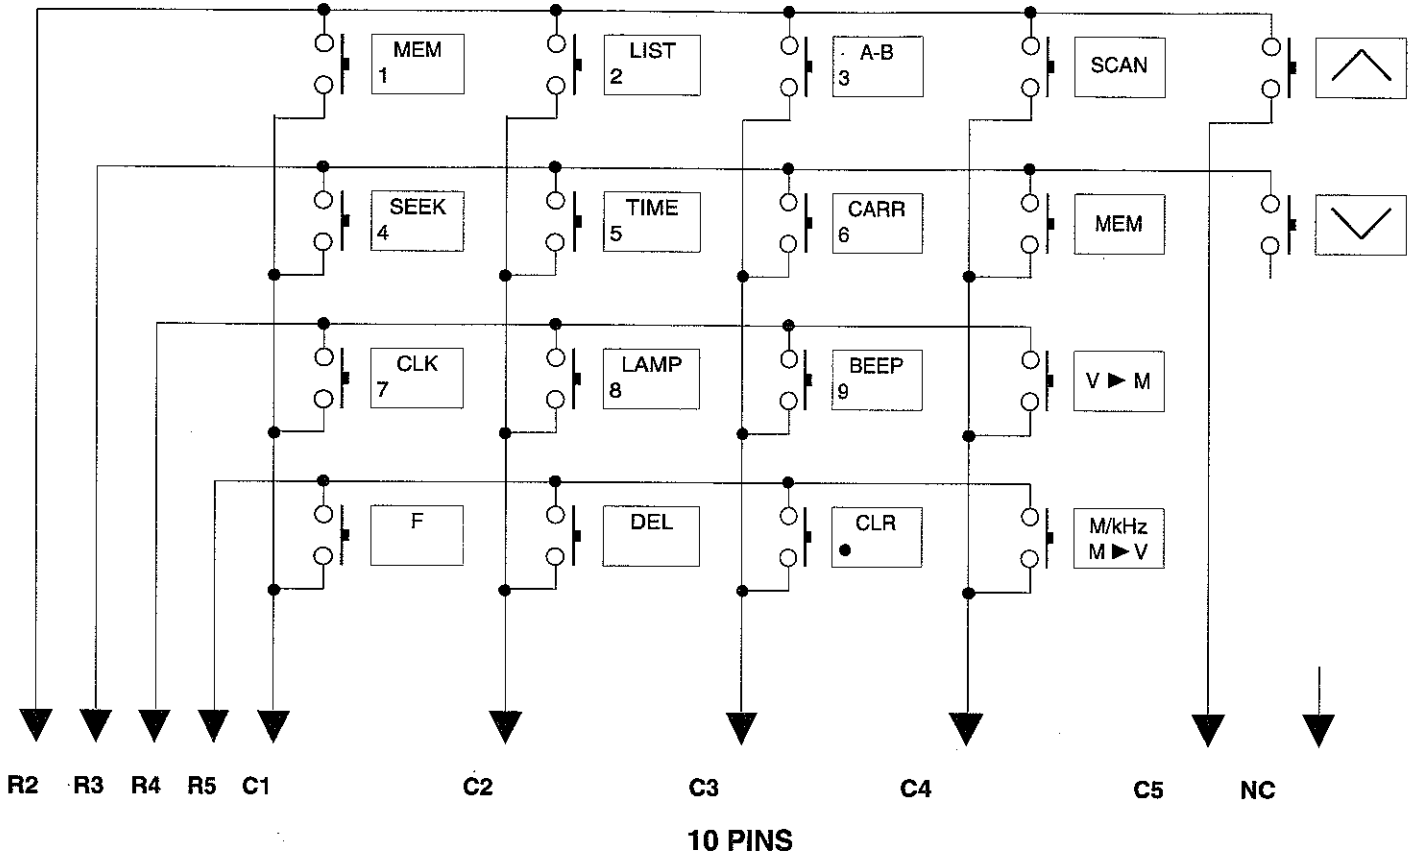 MEM
1
LIST
2
A-B
3
SCAN
SEEK
4
TIME
5
CARR
6
MEM
CLK
7
LAMP
8
BEEP
9
V ▶ M
F
DEL
CLR
●
M/kHz
M ▶ V
R2 R3 R4 R5 C1 C2 C3 C4 C5 NC
10 PINS